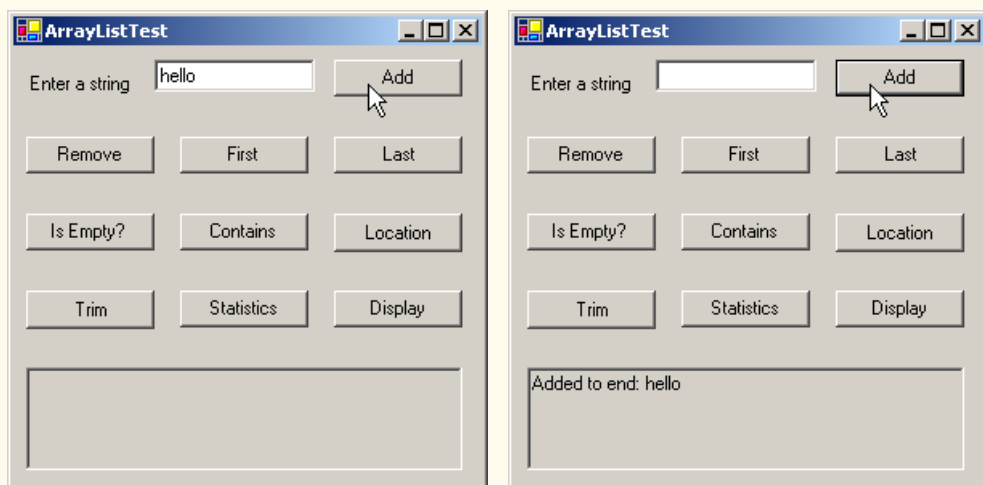 ArrayListTest
Enter a string hello Add
Remove First Last
Is Empty? Contains Location
Trim Statistics Display
ArrayListTest
Enter a string Add
Remove First Last
Is Empty? Contains Location
Trim Statistics Display
Added to end: hello